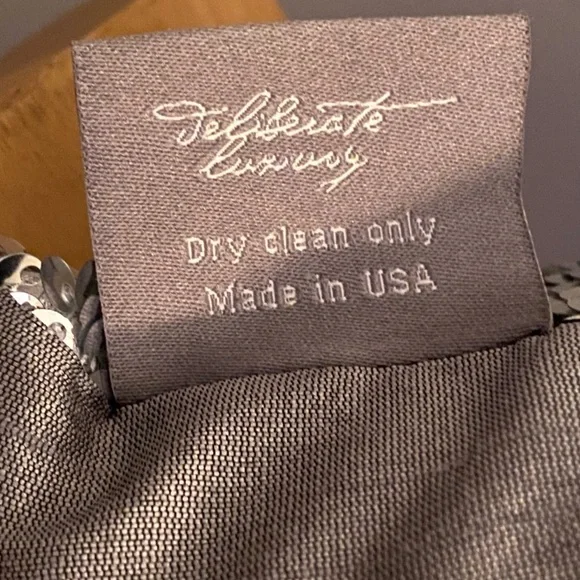 Deliberate
luxury
Dry clean only
Made in USA